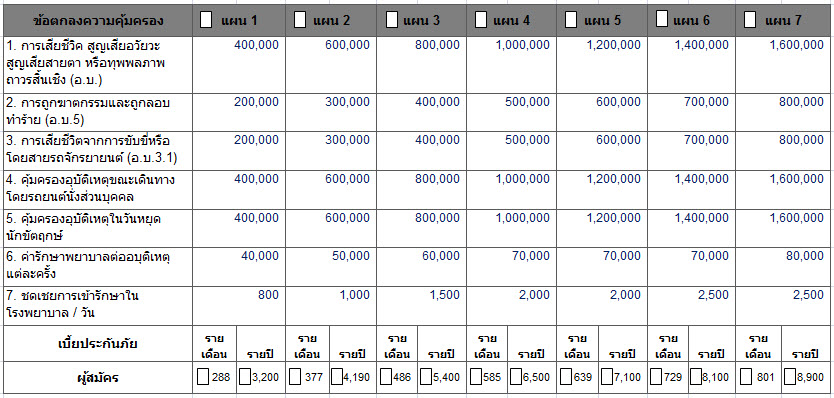 ข้อตกลงความคุ้มครอง แผน 1 แผน 2 แผน 3 แผน 4 แผน 5 แผน 6 แผน 7
1. การเสียชีวิต สูญเสียอวัยวะ 400,000 600,000 800,000 1,000,000 1,200,000 1,400,000 1,600,000
สูญเสียสายตา หรือทุพพลภาพ
ถาวรสิ้นเชิง (อ.บ.)
2. การถูกฆาตกรรมและถูกลอบ 200,000 300,000 400,000 500,000 600,000 700,000 800,000
ทำร้าย (อ.บ.5)
3. การเสียชีวิตจากการขับขี่หรือ 200,000 300,000 400,000 500,000 600,000 700,000 800,000
โดยสารถจักรยายนต์ (อ.บ.3.1)
4. คุ้มครองอุบัติเหตุขณะเดินทาง 400,000 600,000 800,000 1,000,000 1,200,000 1,400,000 1,600,000
โดยรถยนต์นั่งส่วนบุคคล
5. คุ้มครองอุบัติเหตุในวันหยุด 400,000 600,000 800,000 1,000,000 1,200,000 1,400,000 1,600,000
นักขัตฤกษ์
6. ค่ารักษาพยาบาลต่ออุบัติเหตุ 40,000 50,000 60,000 70,000 70,000 70,000 80,000
แต่ละครั้ง
7. ชดเชยการเข้ารักษาใน 800 1,000 1,500 2,000 2,000 2,500 2,500
โรงพยาบาล / วัน
เบี้ยประกันภัย ราย เดือน รายปี ราย เดือน รายปี ราย เดือน รายปี ราย เดือน รายปี ราย เดือน รายปี ราย เดือน รายปี ราย เดือน รายปี
ผู้สมัคร 288 3,200 377 4,190 486 5,400 585 6,500 639 7,100 729 8,100 801 8,900